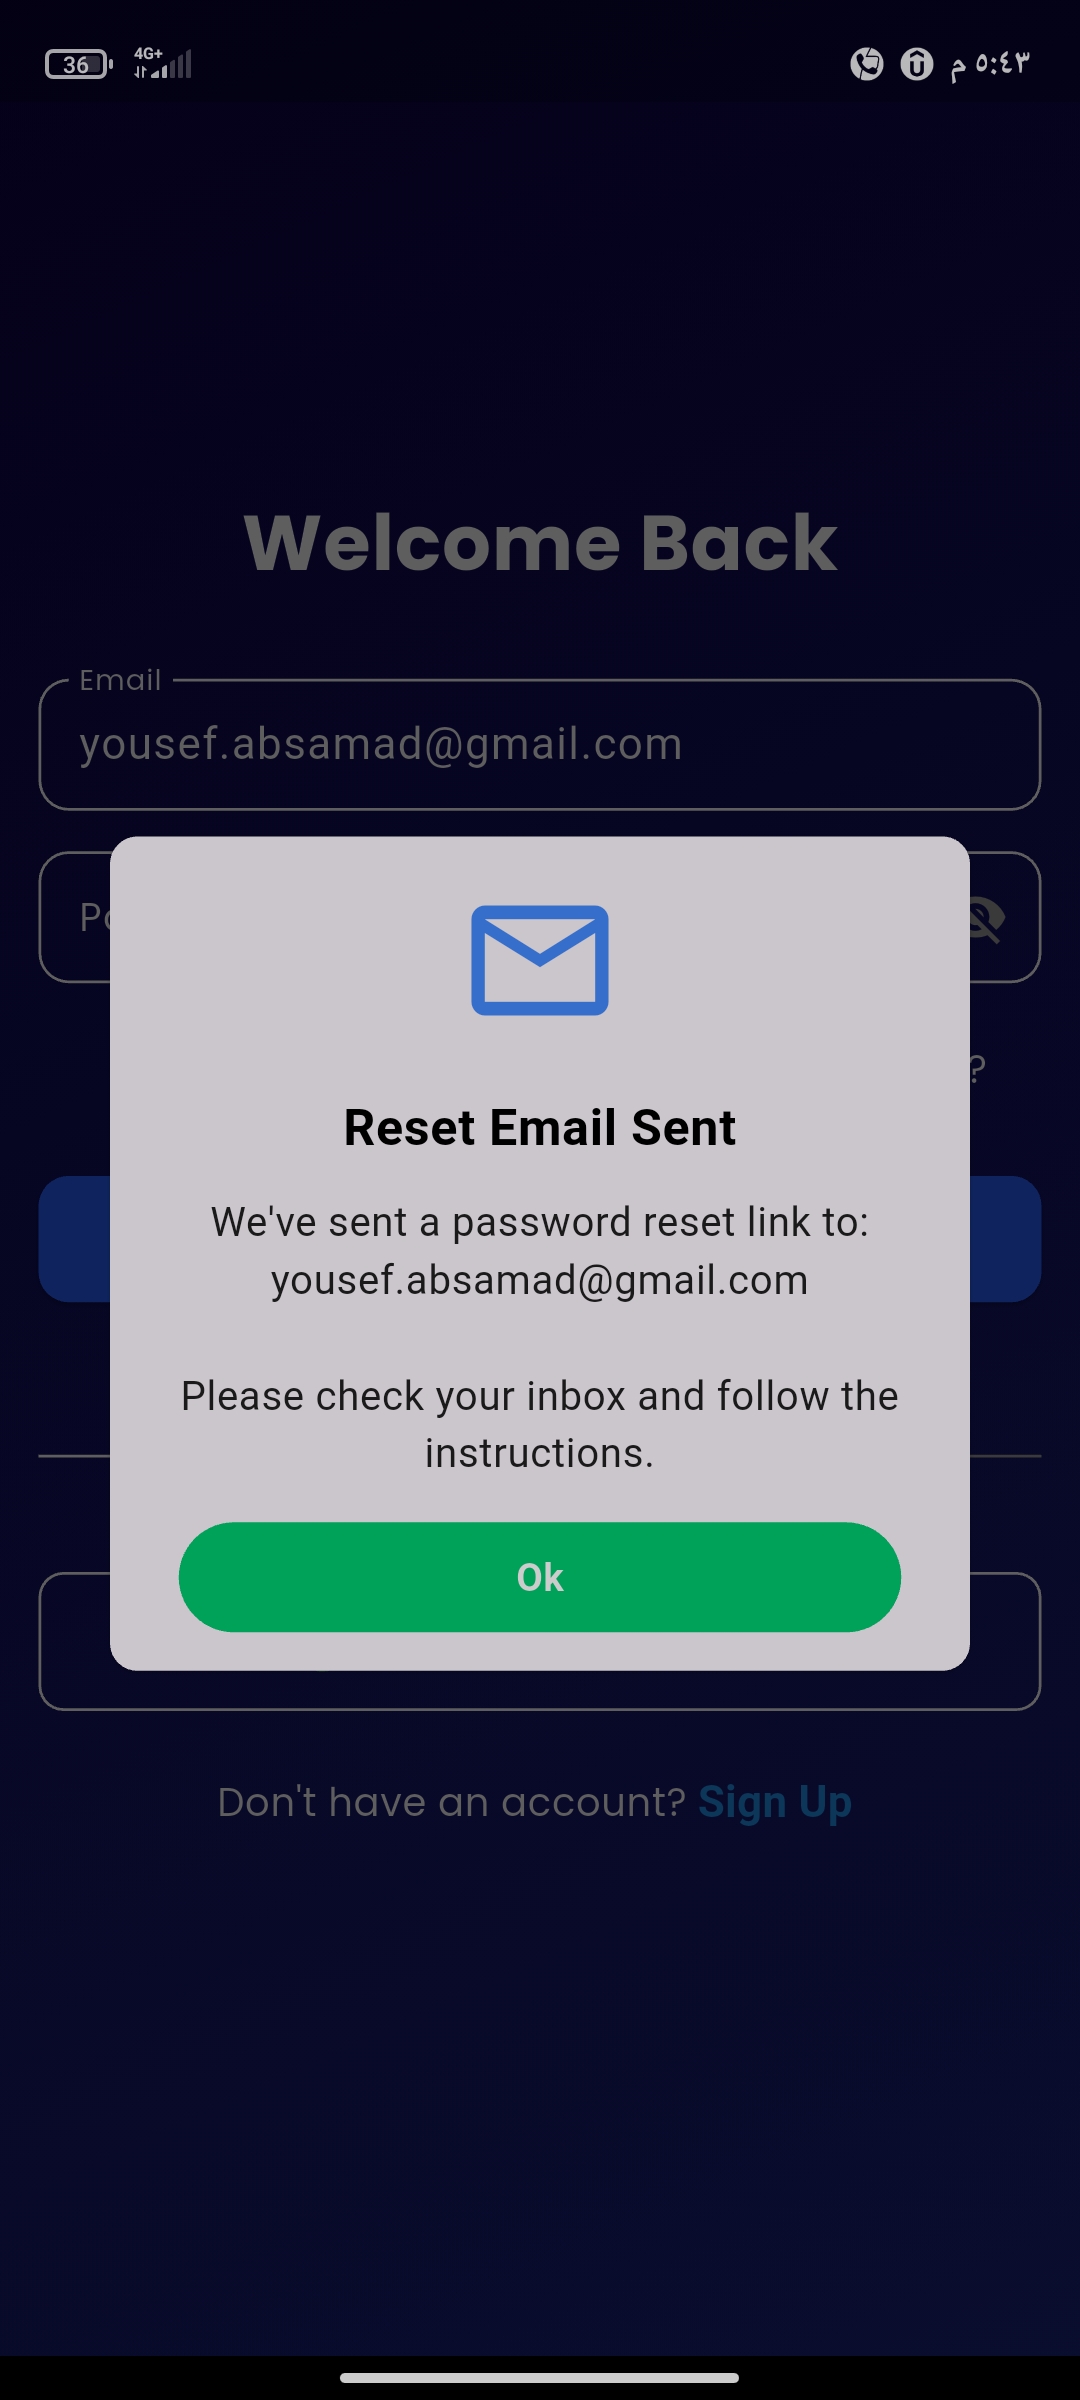 36
4G+
٥:٤٣ م
Welcome Back
Email
yousef.absamad@gmail.com
?
Reset Email Sent
We've sent a password reset link to:
yousef.absamad@gmail.com
Please check your inbox and follow the
instructions.
Ok
Don't have an account? Sign Up